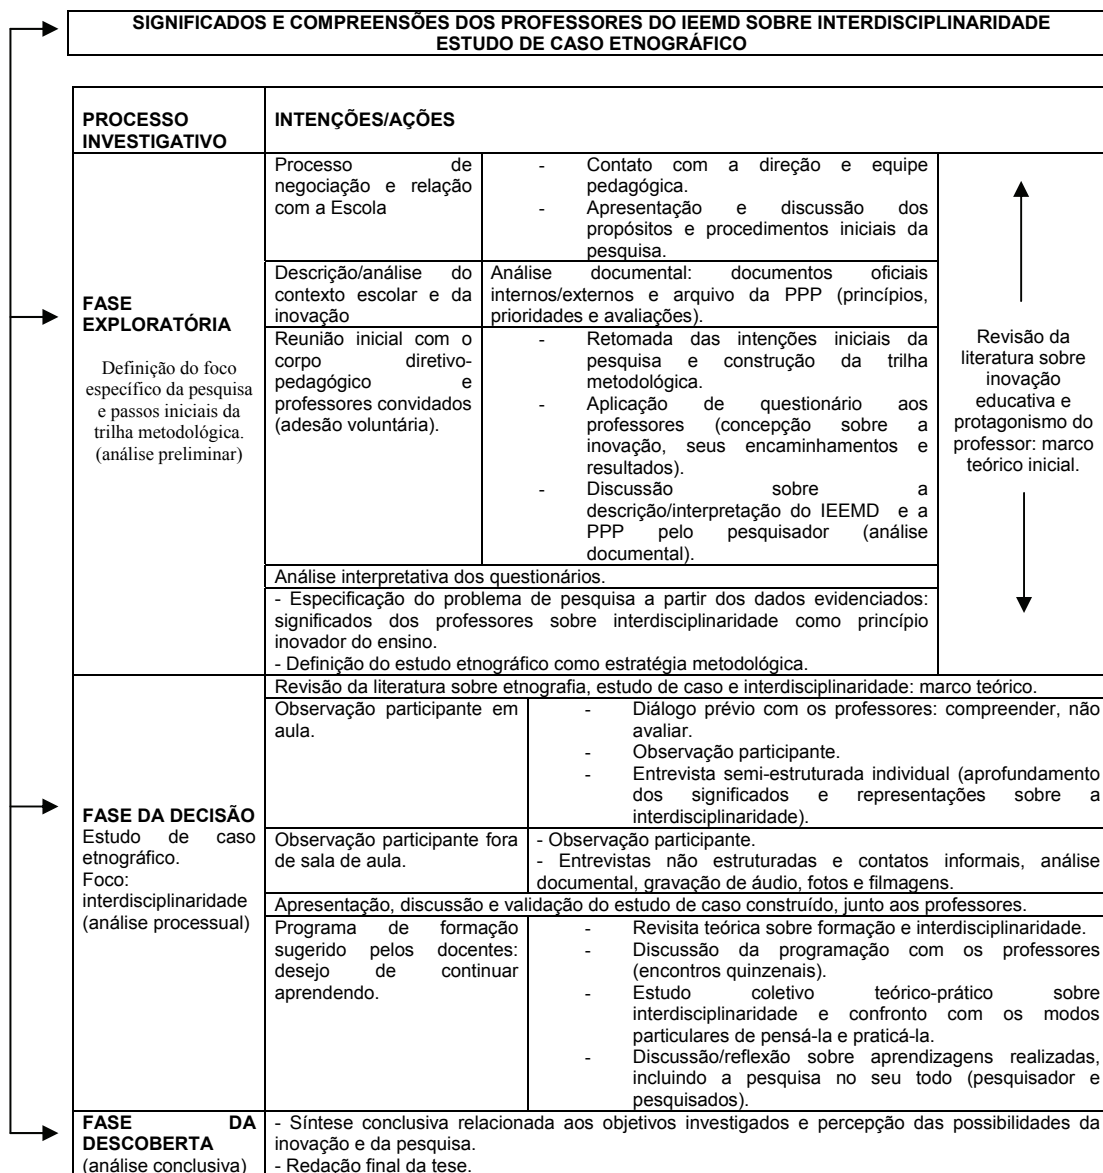 SIGNIFICADOS E COMPREENSÕES DOS PROFESSORES DO IEEMD SOBRE INTERDISCIPLINARIDADE
ESTUDO DE CASO ETNOGRÁFICO
PROCESSO
INVESTIGATIVO
INTENÇÕES/AÇÕES
FASE
EXPLORATÓRIA
Definição do foco
específico da pesquisa
e passos iniciais da
trilha metodológica.
(análise preliminar)
Processo de
negociação e relação
com a Escola
- Contato com a direção e equipe
pedagógica.
- Apresentação e discussão dos
propósitos e procedimentos iniciais da
pesquisa.
Descrição/análise do
contexto escolar e da
inovação
Análise documental: documentos oficiais
internos/externos e arquivo da PPP (princípios,
prioridades e avaliações).
Reunião inicial com o
corpo diretivo-
pedagógico e
professores convidados
(adesão voluntária).
- Retomada das intenções iniciais da
pesquisa e construção da trilha
metodológica.
- Aplicação de questionário aos
professores (concepção sobre a
inovação, seus encaminhamentos e
resultados).
- Discussão sobre a
descrição/interpretação do IEEMD e a
PPP pelo pesquisador (análise
documental).
Análise interpretativa dos questionários.
- Especificação do problema de pesquisa a partir dos dados evidenciados:
significados dos professores sobre interdisciplinaridade como princípio
inovador do ensino.
- Definição do estudo etnográfico como estratégia metodológica.
Revisão da
literatura sobre
inovação
educativa e
protagonismo do
professor: marco
teórico inicial.
FASE DA DECISÃO
Estudo de caso
etnográfico.
Foco:
interdisciplinaridade
(análise processual)
Revisão da literatura sobre etnografia, estudo de caso e interdisciplinaridade: marco teórico.
Observação participante em
aula.
- Diálogo prévio com os professores: compreender, não
avaliar.
- Observação participante.
- Entrevista semi-estruturada individual (aprofundamento
dos significados e representações sobre a
interdisciplinaridade).
Observação participante fora
de sala de aula.
- Observação participante.
- Entrevistas não estruturadas e contatos informais, análise
documental, gravação de áudio, fotos e filmagens.
Apresentação, discussão e validação do estudo de caso construído, junto aos professores.
Programa de formação
sugerido pelos docentes:
desejo de continuar
aprendendo.
- Revisita teórica sobre formação e interdisciplinaridade.
- Discussão da programação com os professores
(encontros quinzenais).
- Estudo coletivo teórico-prático sobre
interdisciplinaridade e confronto com os modos
particulares de pensá-la e praticá-la.
- Discussão/reflexão sobre aprendizagens realizadas,
incluindo a pesquisa no seu todo (pesquisador e
pesquisados).
FASE DA
DESCOBERTA
(análise conclusiva)
- Síntese conclusiva relacionada aos objetivos investigados e percepção das possibilidades da
inovação e da pesquisa.
- Redação final da tese.